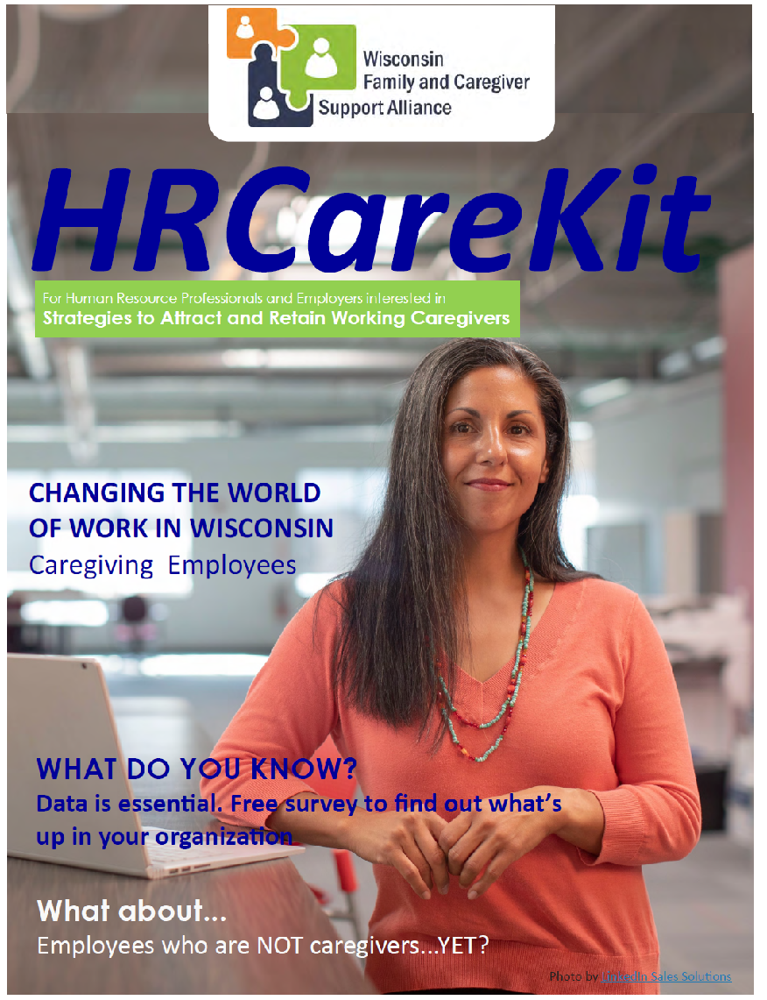 Wisconsin
Family and Caregiver
Support Alliance
HRCareKit
For Human Resource Professionals and Employers interested in
Strategies to Attract and Retain Working Caregivers
CHANGING THE WORLD
OF WORK IN WISCONSIN
Caregiving Employees
WHAT DO YOU KNOW?
Data is essential. Free survey to find out what's
up in your organization
What about...
Employees who are NOT caregivers...YET?
Photo by LinkedIn Sales Solutions